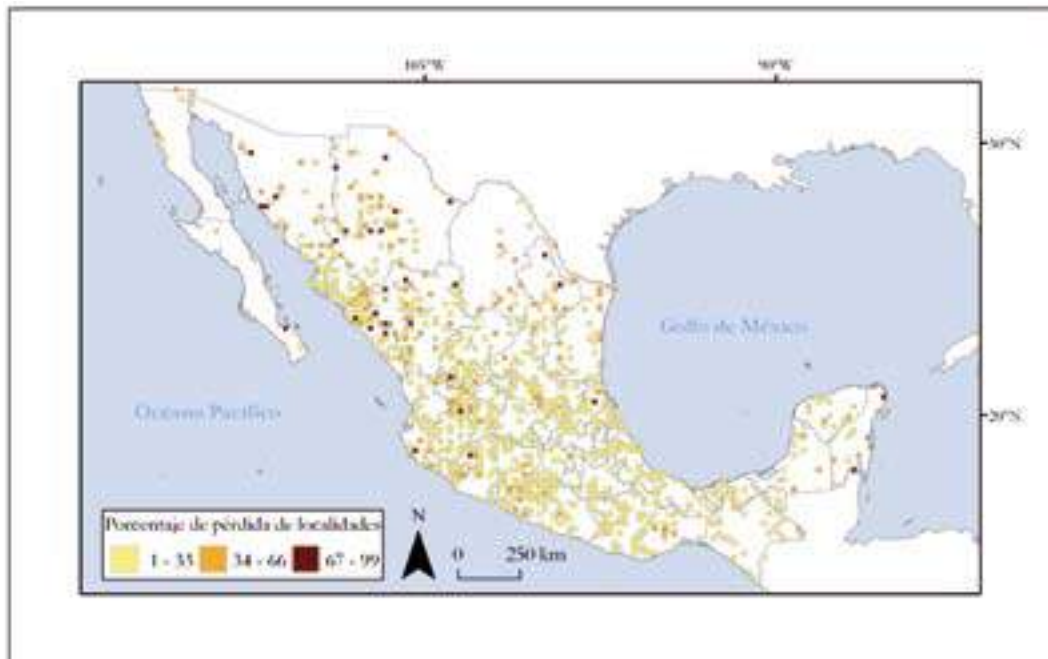 105°W
90°W
30°N
Golfo de México
Océano Pacífico
20°N
Porcentaje de pérdida de localidades
1 - 33
34 - 66
67 - 99
N
0 250 km